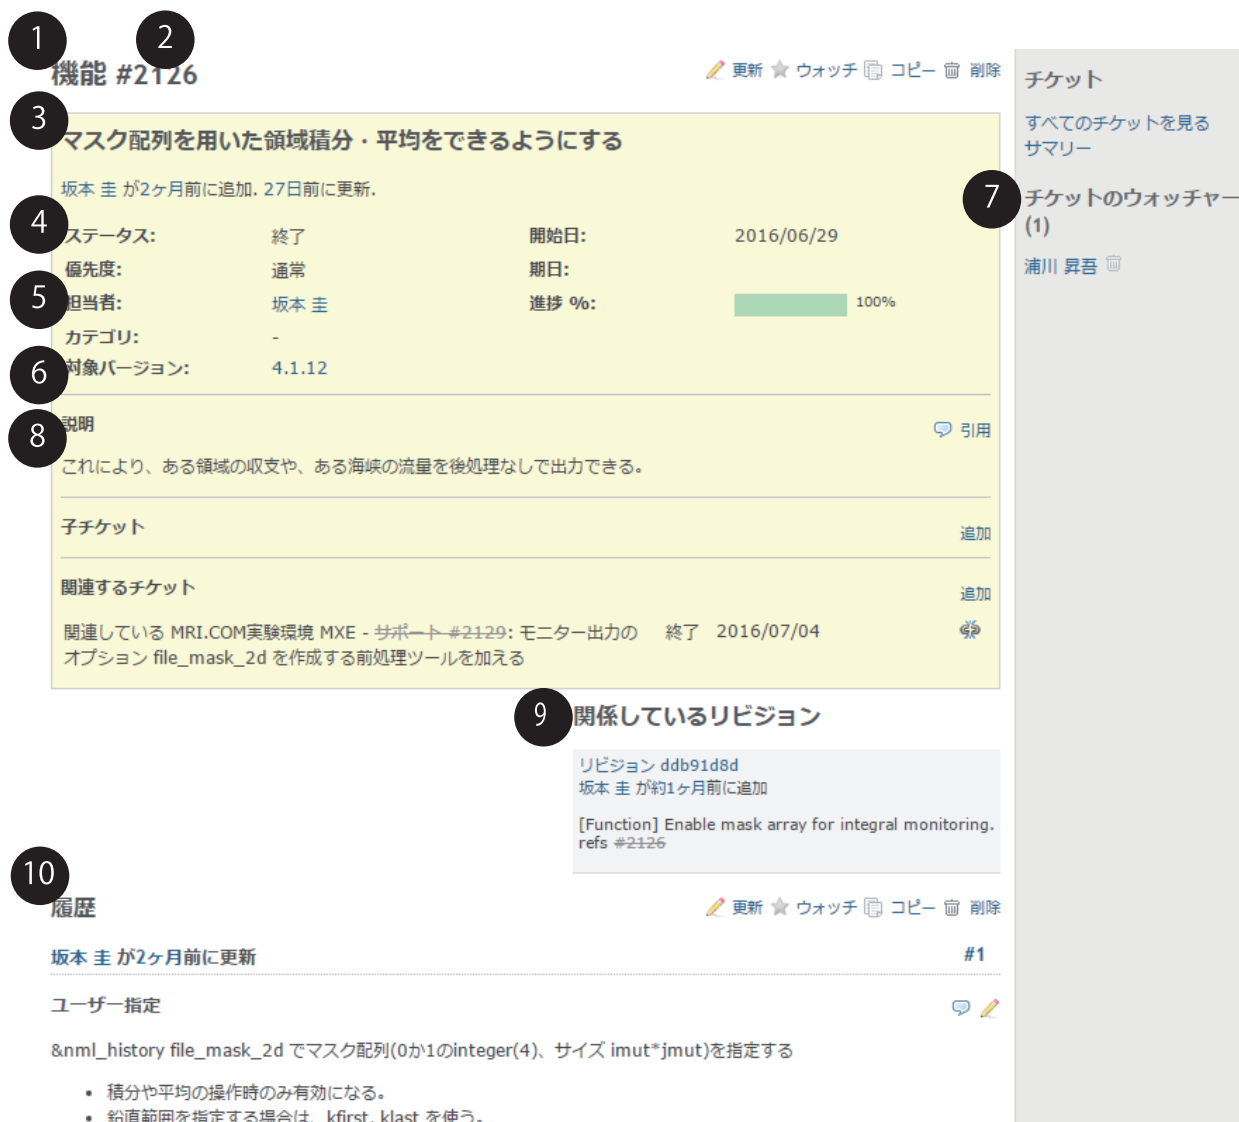 1
2
機能 #2126
更新 ウォッチ コピー 削除
3
マスク配列を用いた領域積分・平均をできるようにする
坂本 圭 が2ヶ月前に追加. 27日前に更新.
4
ステータス: 終了 開始日: 2016/06/29
優先度: 通常 期日:
5
担当者: 坂本 圭 進捗 %: 100%
カテゴリ: -
6
対象バージョン: 4.1.12
8
説明
引用
これにより、ある領域の収支や、ある海峡の流量を後処理なしで出力できる。
子チケット
追加
関連するチケット
追加
関連している MRI.COM実験環境 MXE - サポート #2129: モニター出力の 終了 2016/07/04
オプション file_mask_2d を作成する前処理ツールを加える
チケット
すべてのチケットを見る
サマリー
7
チケットのウォッチャー
(1)
浦川 昇吾
9
関係しているリビジョン
リビジョン ddb91d8d
坂本 圭 が約1ヶ月前に追加
[Function] Enable mask array for integral monitoring.
refs #2126
10
履歴
更新 ウォッチ コピー 削除
坂本 圭 が2ヶ月前に更新 #1
ユーザー指定
&nml_history file_mask_2d でマスク配列(0か1のinteger(4)、サイズ imut*jmut)を指定する
• 積分や平均の操作時のみ有効になる。
• 鉛直範囲を指定する場合は、kfirst, klast を使う。